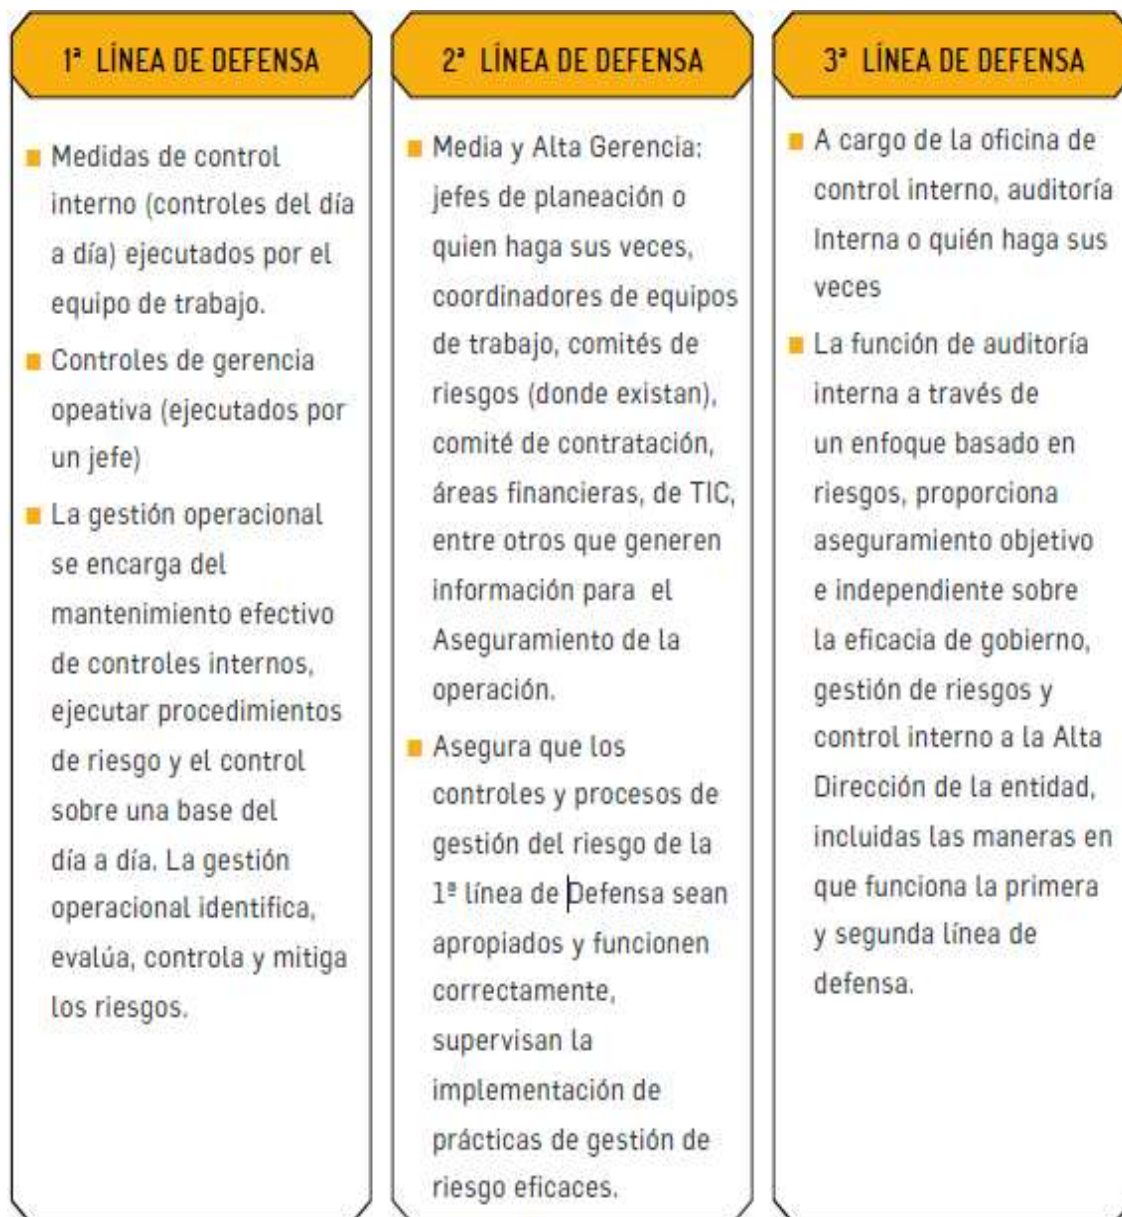 1ª LÍNEA DE DEFENSA
Medidas de control
interno (controles del día
a día) ejecutados por el
equipo de trabajo.
Controles de gerencia
opeativa (ejecutados por
un jefe)
La gestión operacional
se encarga del
mantenimiento efectivo
de controles internos,
ejecutar procedimientos
de riesgo y el control
sobre una base del
día a día. La gestión
operacional identifica,
evalúa, controla y mitiga
los riesgos.
2ª LÍNEA DE DEFENSA
Media y Alta Gerencia:
jefes de planeación o
quien haga sus veces,
coordinadores de equipos
de trabajo, comités de
riesgos (donde existan),
comité de contratación,
áreas financieras, de TIC,
entre otros que generen
información para el
Aseguramiento de la
operación.
Asegura que los
controles y procesos de
gestión del riesgo de la
1ª línea de Defensa sean
apropiados y funcionen
correctamente,
supervisan la
implementación de
prácticas de gestión de
riesgo eficaces.
3ª LÍNEA DE DEFENSA
A cargo de la oficina de
control interno, auditoría
Interna o quién haga sus
veces
La función de auditoría
interna a través de
un enfoque basado en
riesgos, proporciona
aseguramiento objetivo
e independiente sobre
la eficacia de gobierno,
gestión de riesgos y
control interno a la Alta
Dirección de la entidad,
incluidas las maneras en
que funciona la primera
y segunda línea de
defensa.